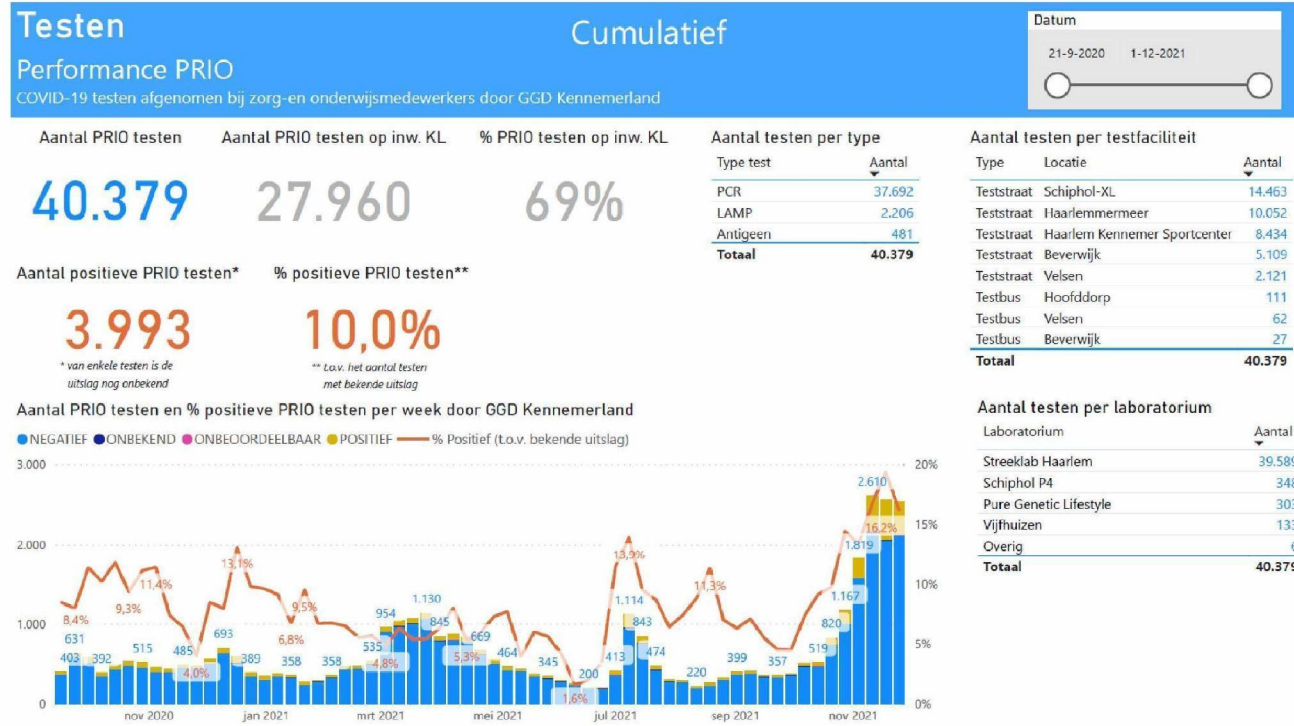 Testen
Cumulatief
Datum
21-9-2020 1-12-2021
Performance PRIO
COVID-19 testen afgenomen bij zorg-en onderwijsmedewerkers door GGD Kennemerland
Aantal PRIO testen
40.379
Aantal PRIO testen op inw. KL
27.960
% PRIO testen op inw. KL
69%
Aantal positieve PRIO testen*
3.993
* van enkele testen is de
uitslag nog onbekend
% positieve PRIO testen**
10,0%
** t.o.v. het aantal testen
met bekende uitslag
Aantal testen per type
Type test Aantal
PCR 37.692
LAMP 2.206
Antigeen 481
Totaal 40.379
Aantal testen per testfaciliteit
Type Locatie Aantal
Teststraat Schiphol-XL 14.463
Teststraat Haarlemmermeer 10.052
Teststraat Haarlem Kennemer Sportcenter 8.434
Teststraat Beverwijk 5.109
Teststraat Velsen 2.121
Testbus Hoofddorp 111
Testbus Velsen 62
Testbus Beverwijk 27
Totaal 40.379
Aantal testen per laboratorium
Laboratorium Aantal
Streeklab Haarlem 39.589
Schiphol P4 348
Pure Genetic Lifestyle 303
Vijfhuizen 133
Overig 6
Totaal 40.379
Aantal PRIO testen en % positieve PRIO testen per week door GGD Kennemerland
NEGATIEF ONBEKEND ONBEOORDEELBAAR POSITIEF % Positief (t.o.v. bekende uitslag)
3.000 20%
2.610
15%
16,2%
2.000 1.819
13,1% 13,9%
11,4% 11,3% 10%
9,3% 9,5%
954 1.130 1.114 1.167
8,4% 845 843 820
1.000
631 693 6,8% 669 5%
403 392 515 485 389 358 358 535 464 345 200 413 474 220 399 357 519
4,0% 4,8% 5,3% 1,6%
0 0%
nov 2020 jan 2021 mrt 2021 mei 2021 jul 2021 sep 2021 nov 2021